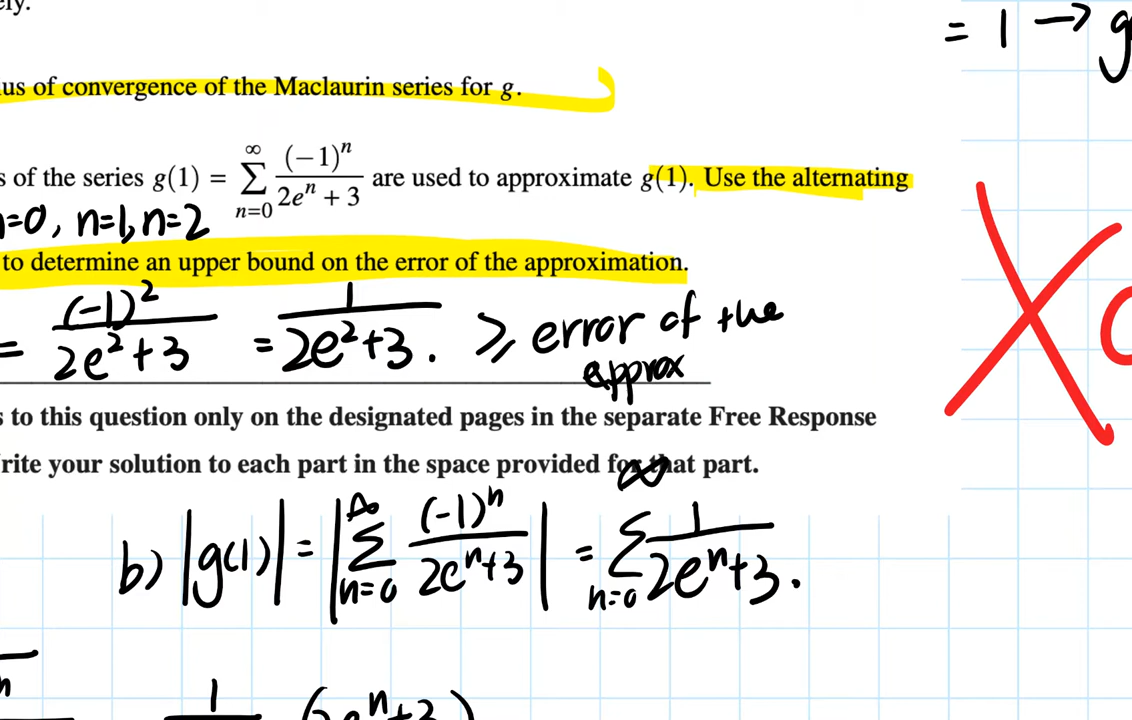 ely.
= 1 → g
us of convergence of the Maclaurin series for g.
s of the series g(1) = ∑_{n=0}^{∞} (−1)^n / (2e^n + 3) are used to approximate g(1). Use the alternating
n=0, n=1, n=2
to determine an upper bound on the error of the approximation.
= (-1)^2 / (2e^2+3) = 1 / (2e^2+3). ≥ error of the
approx
s to this question only on the designated pages in the separate Free Response
rite your solution to each part in the space provided for that part.
b) |g(1)| = |∑_{n=0}^{∞} (-1)^n / (2e^n+3)| = ∑_{n=0}^{∞} 1 / (2e^n+3).
n
1